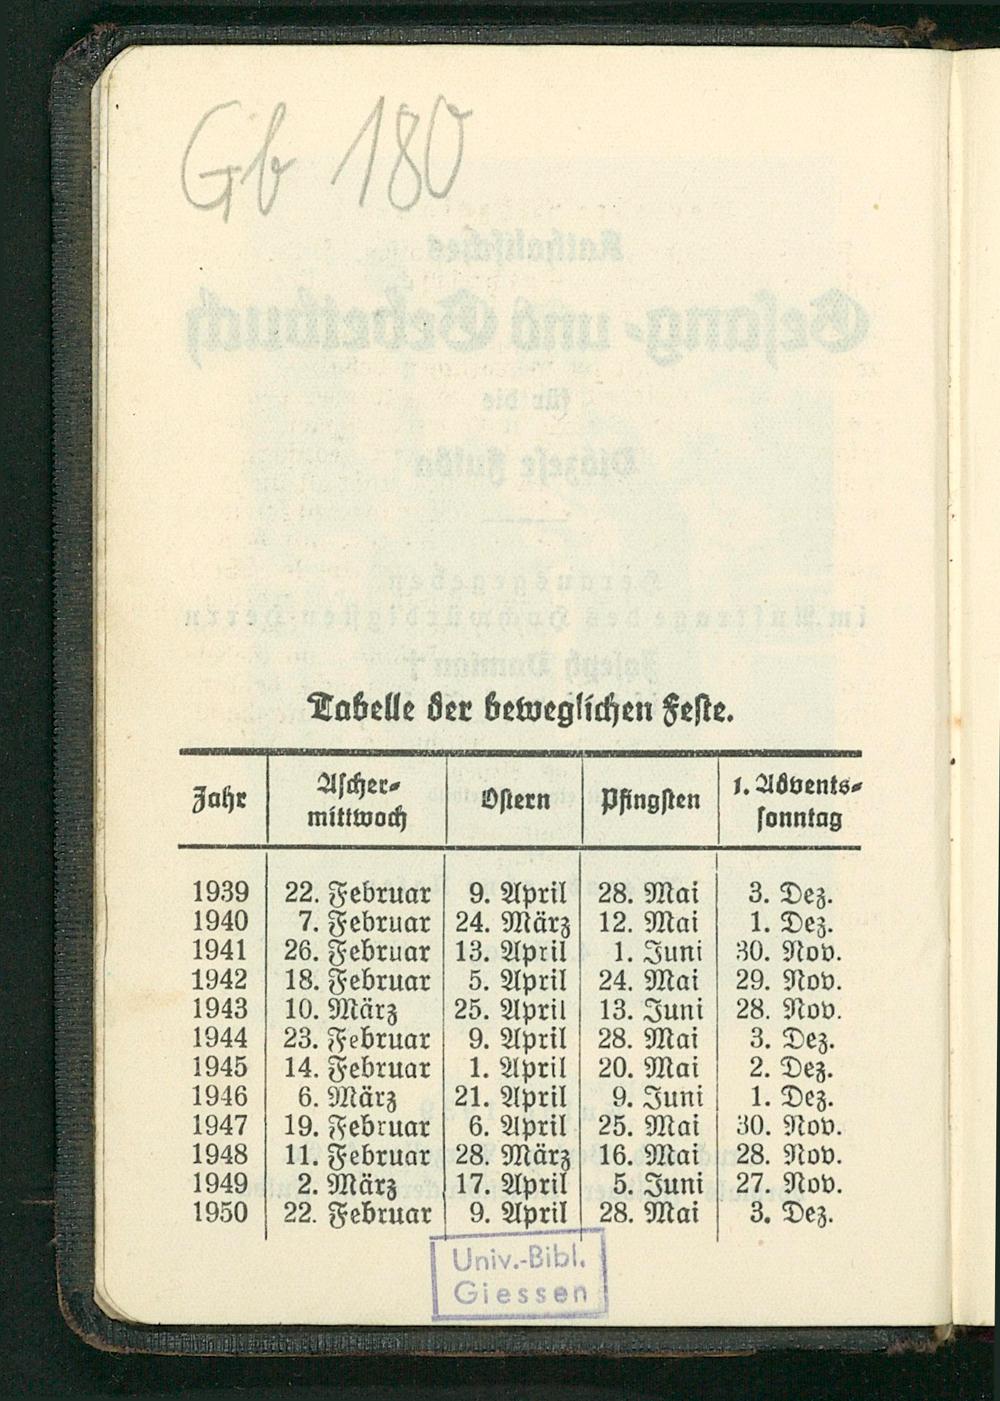 Gb 180
Tabelle der beweglichen Feste.
Jahr | Ascher-mittwoch | Ostern | Pfingsten | 1. Advents-sonntag
1939 22. Februar 9. April 28. Mai 3. Dez.
1940 7. Februar 24. März 12. Mai 1. Dez.
1941 26. Februar 13. April 1. Juni 30. Nov.
1942 18. Februar 5. April 24. Mai 29. Nov.
1943 10. März 25. April 13. Juni 28. Nov.
1944 23. Februar 9. April 28. Mai 3. Dez.
1945 14. Februar 1. April 20. Mai 2. Dez.
1946 6. März 21. April 9. Juni 1. Dez.
1947 19. Februar 6. April 25. Mai 30. Nov.
1948 11. Februar 28. März 16. Mai 28. Nov.
1949 2. März 17. April 5. Juni 27. Nov.
1950 22. Februar 9. April 28. Mai 3. Dez.
Univ.-Bibl.
Giessen